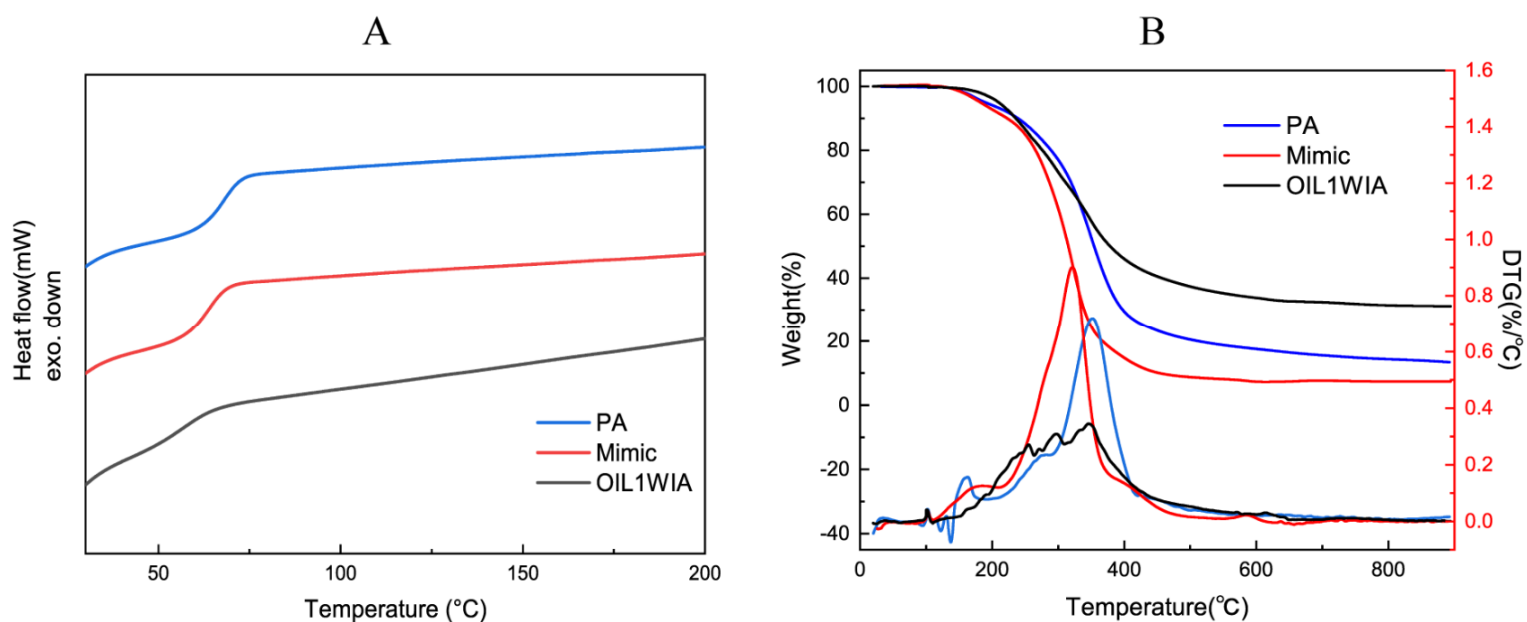 A
Heat flow(mW)
exo. down
PA
Mimic
OIL1WIA
50
100
150
200
Temperature (°C)
B
Weight(%)
100
80
60
40
20
0
-20
-40
PA
Mimic
OIL1WIA
1.6
1.4
1.2
1.0
0.8
0.6
0.4
0.2
0.0
DTG(%/°C)
0
200
400
600
800
Temperature(°C)